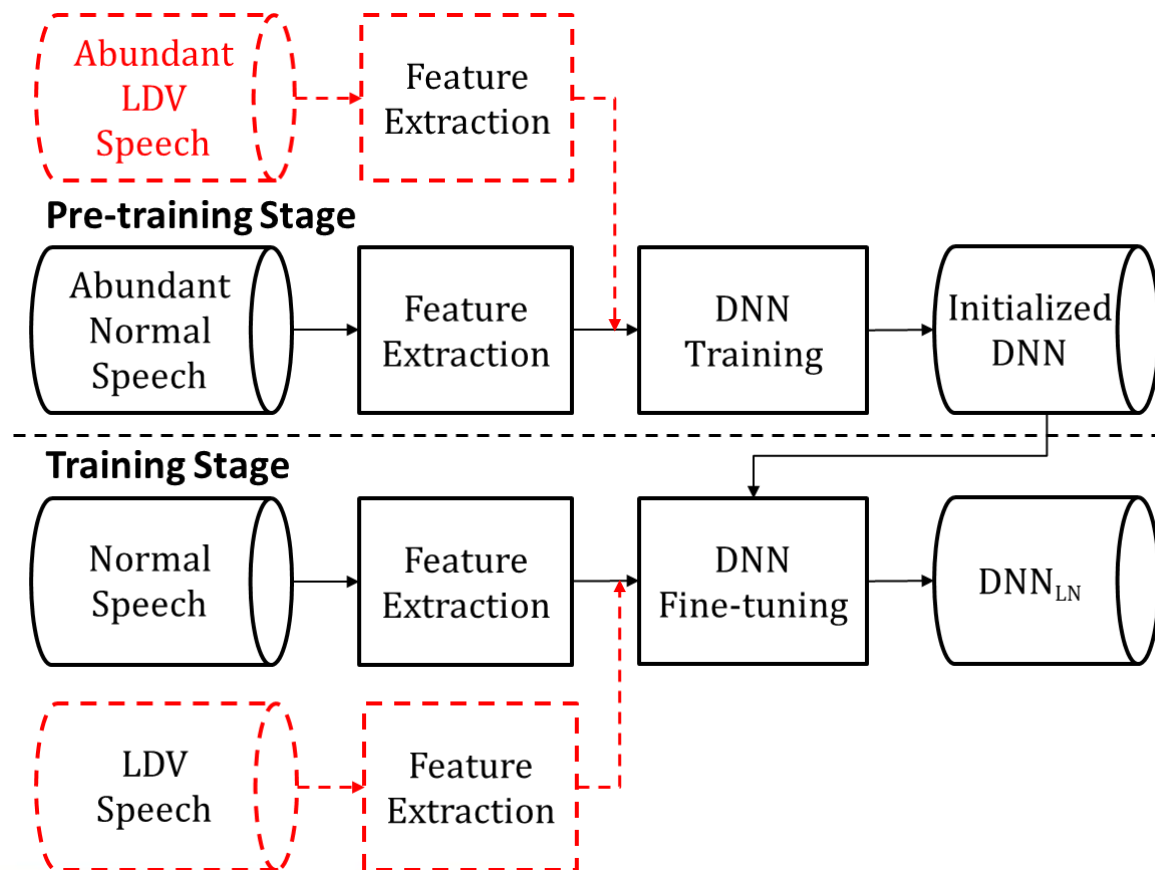 Abundant
LDV
Speech
Feature
Extraction
Pre-training Stage
Abundant
Normal
Speech
Feature
Extraction
DNN
Training
Initialized
DNN
Training Stage
Normal
Speech
Feature
Extraction
DNN
Fine-tuning
DNN_LN
LDV
Speech
Feature
Extraction